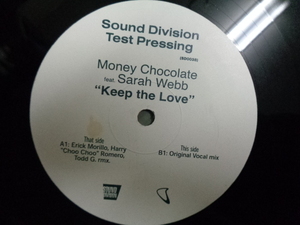 Sound Division
Test Pressing
Money Chocolate
feat. Sarah Webb
“Keep the Love”
That side
A1: Erick Morillo, Harry
"Choo Choo" Romero,
Todd G. rmx.
This side
B1: Original Vocal mix